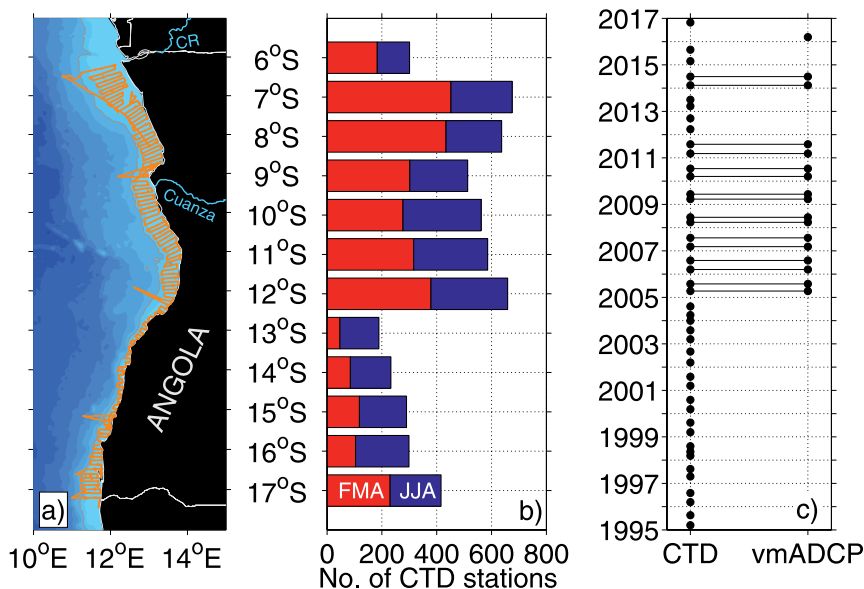 CR
Cuanza
ANGOLA
a)
10°E 12°E 14°E
6°S
7°S
8°S
9°S
10°S
11°S
12°S
13°S
14°S
15°S
16°S
17°S
FMA JJA
b)
0 200 400 600 800
No. of CTD stations
2017
2015
2013
2011
2009
2007
2005
2003
2001
1999
1997
1995
c)
CTD vmADCP